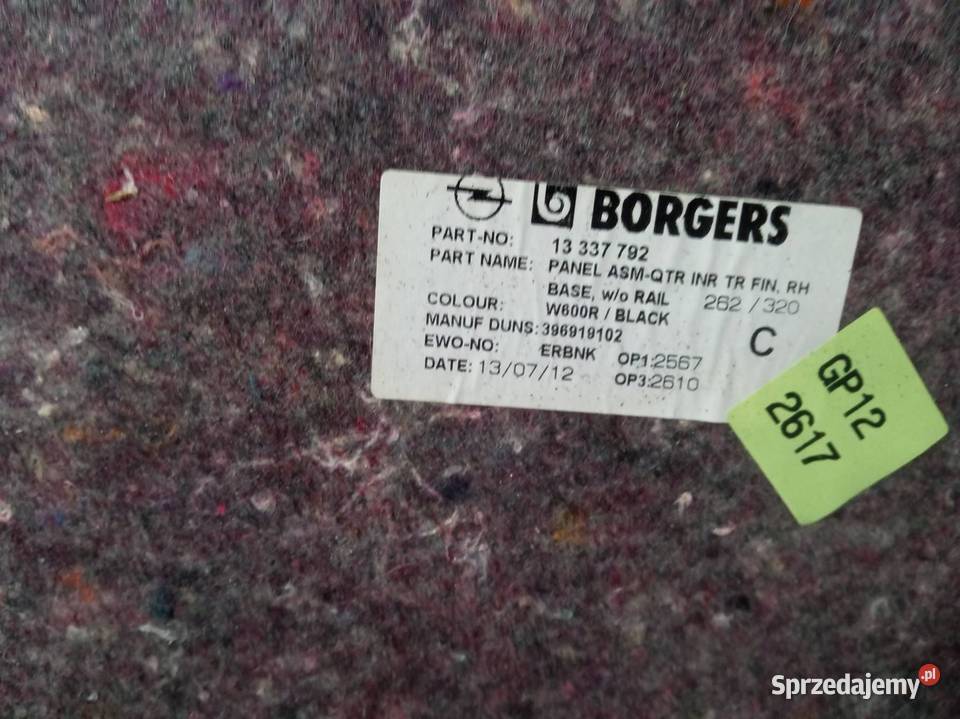 BORGERS
PART-NO: 13 337 792
PART NAME: PANEL ASM-QTR INR TR FIN, RH
BASE, w/o RAIL 262 / 320
COLOUR: W600R / BLACK
C
MANUF DUNS: 396919102
EWO-NO: ERBNK OP1:2567
DATE: 13/07/12 OP3:2610
GP12
2617
Sprzedajemy.pl